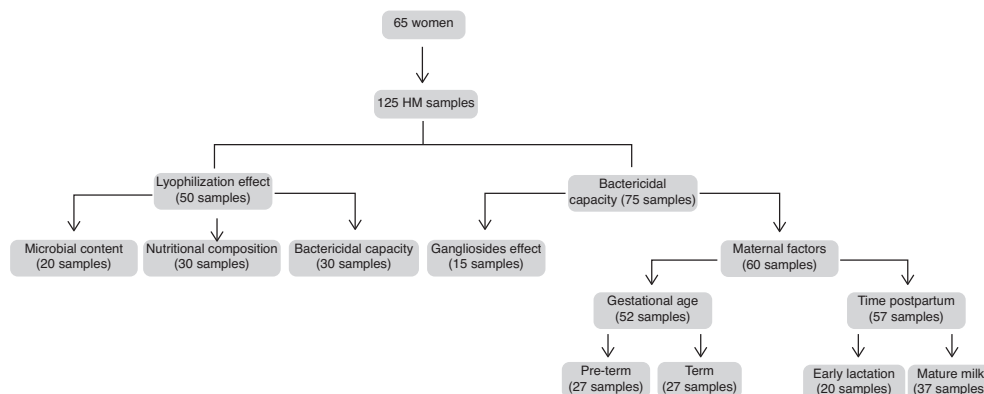 65 women
125 HM samples
Lyophilization effect
(50 samples)
Bactericidal
capacity (75 samples)
Microbial content
(20 samples)
Nutritional composition
(30 samples)
Bactericidal capacity
(30 samples)
Gangliosides effect
(15 samples)
Maternal factors
(60 samples)
Gestational age
(52 samples)
Time postpartum
(57 samples)
Pre-term
(27 samples)
Term
(27 samples)
Early lactation
(20 samples)
Mature milk
(37 samples